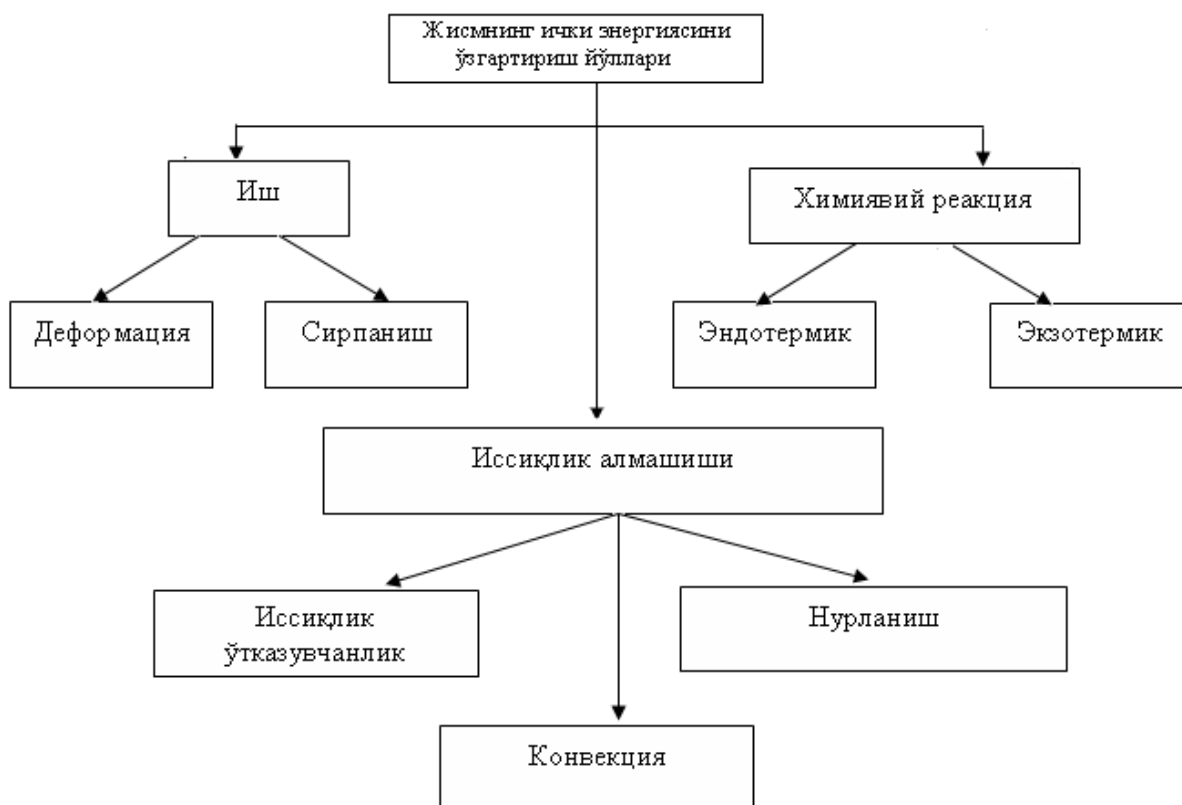 Жисмнинг ички энергиясини
ўзгартириш йўллари
Иш
Химиявий реакция
Деформация
Сирпаниш
Эндотермик
Экзотермик
Иссиқлик алмашиши
Иссиқлик
ўтказувчанлик
Нурланиш
Конвекция